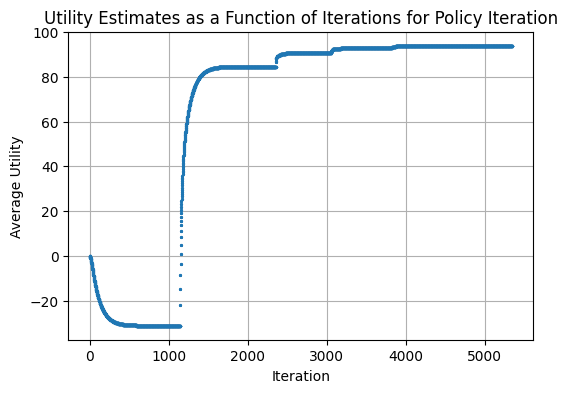 Utility Estimates as a Function of Iterations for Policy Iteration
100
80
60
40
20
0
−20
Average Utility
0 1000 2000 3000 4000 5000
Iteration